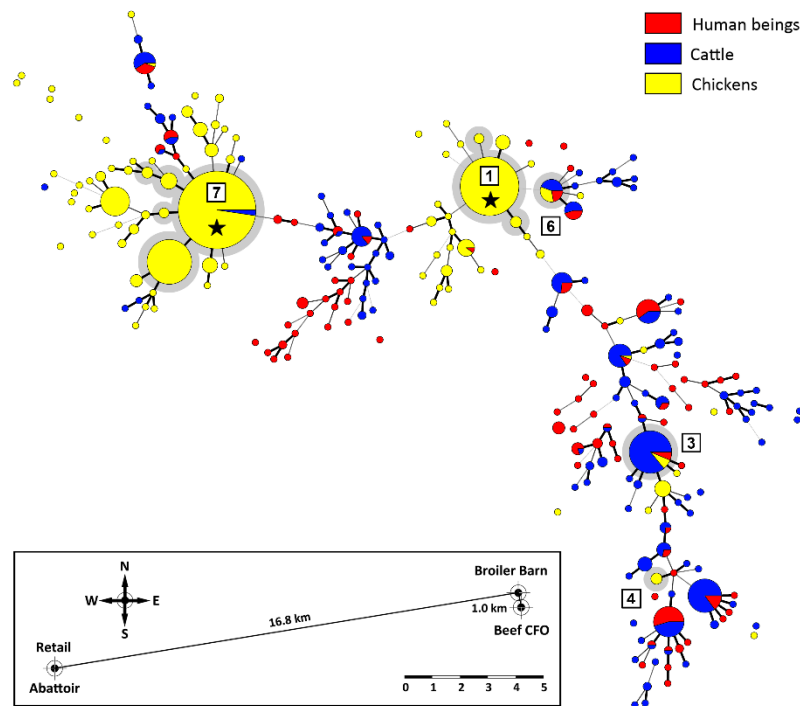 Human beings
Cattle
Chickens
7
1
6
3
4
N
W E
S
Broiler Barn
16.8 km
1.0 km
Beef CFO
Retail
Abattoir
0 1 2 3 4 5